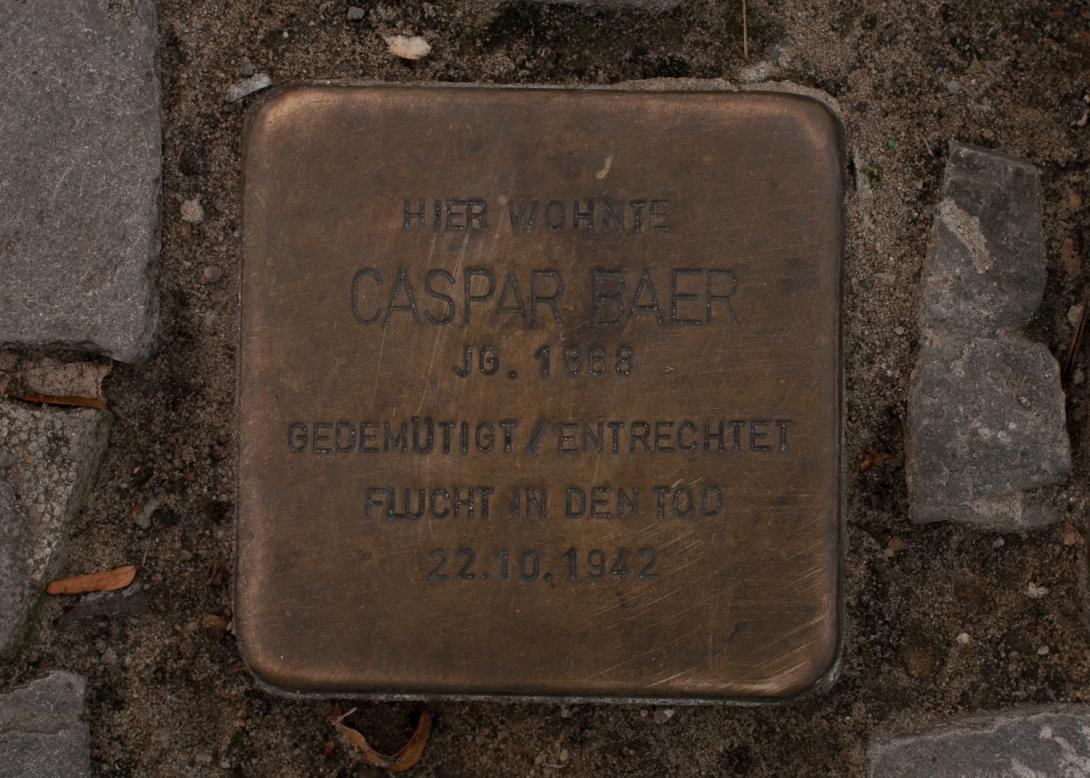 HIER WOHNTE
CASPAR BAER
JG. 1868
GEDEMÜTIGT/ENTRECHTET
FLUCHT IN DEN TOD
22.10.1942